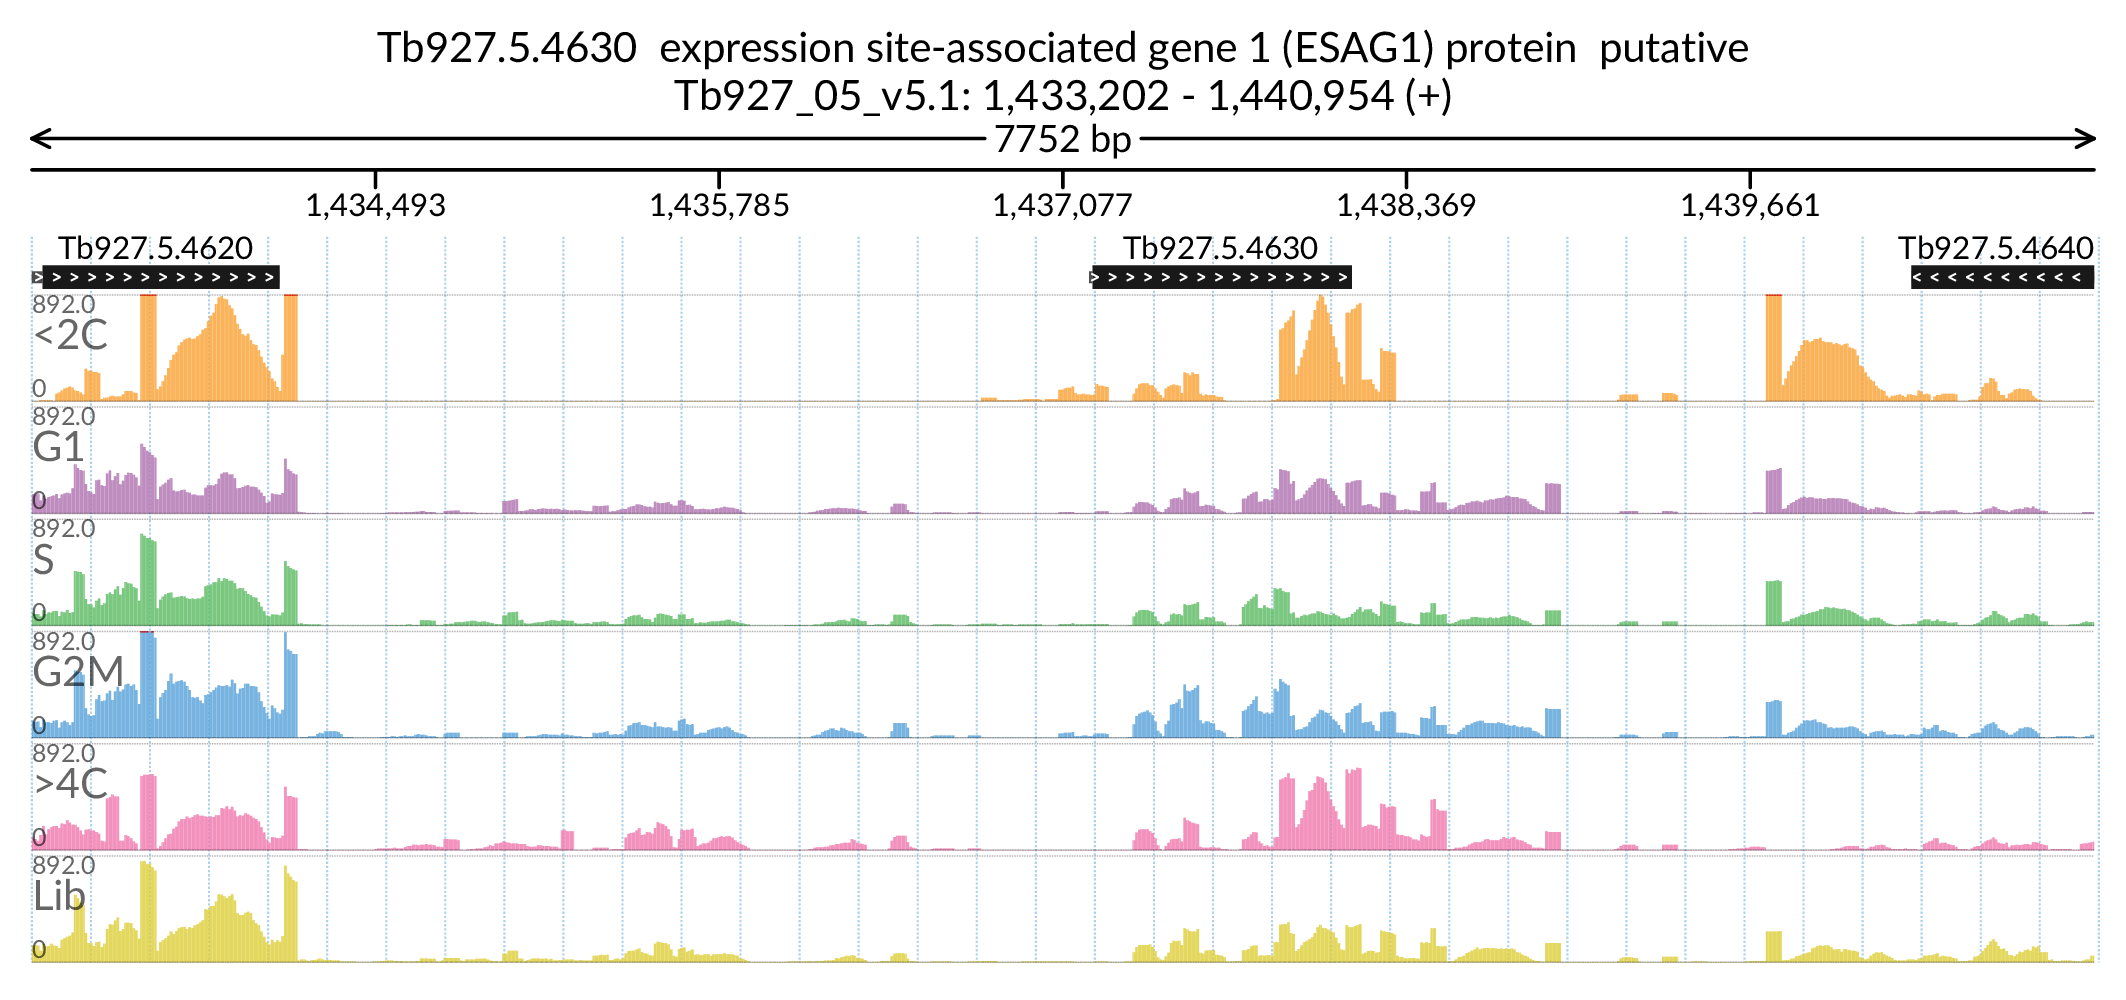 Tb927.5.4630  expression site-associated gene 1 (ESAG1) protein  putative
Tb927_05_v5.1: 1,433,202 - 1,440,954 (+)
7752 bp
1,434,493 1,435,785 1,437,077 1,438,369 1,439,661
Tb927.5.4620 Tb927.5.4630 Tb927.5.4640
892.0
<2C
0
892.0
G1
0
892.0
S
0
892.0
G2M
0
892.0
>4C
0
892.0
Lib
0